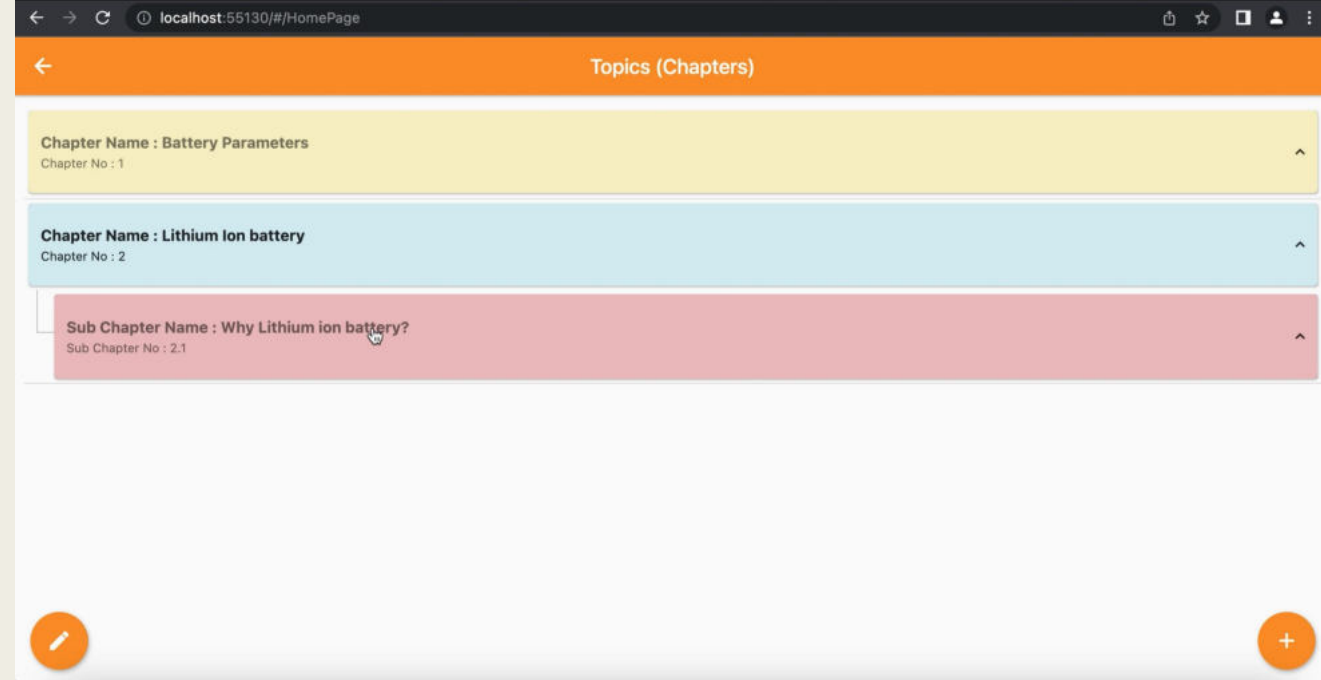 localhost:55130/#/HomePage
Topics (Chapters)
Chapter Name : Battery Parameters
Chapter No : 1
Chapter Name : Lithium Ion battery
Chapter No : 2
Sub Chapter Name : Why Lithium ion battery?
Sub Chapter No : 2.1